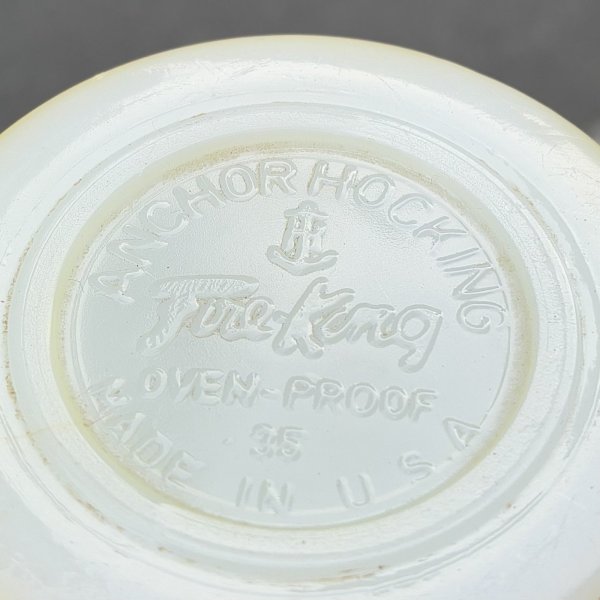 ANCHOR HOCKING
Fire-King
OVEN-PROOF
35
MADE IN U.S.A